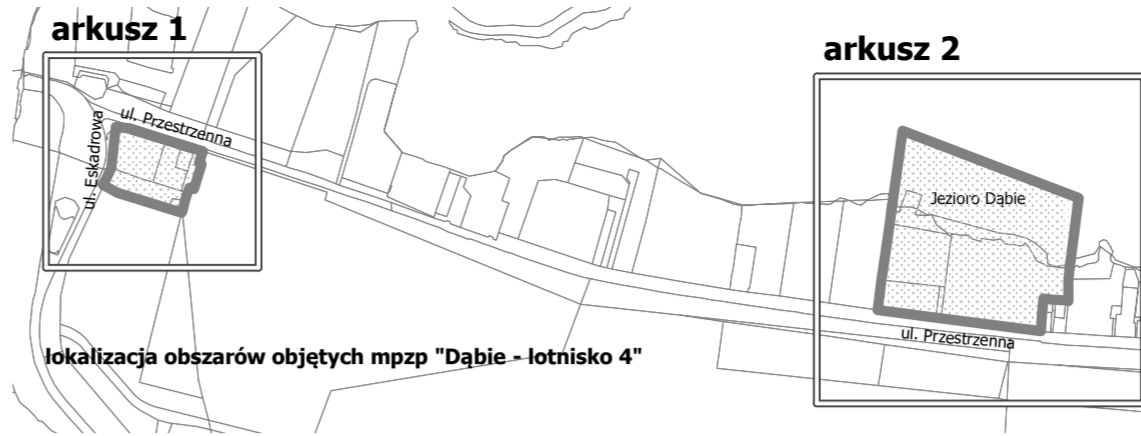 arkusz 1
arkusz 2
ul. Przestrzenna
ul. Eskadrowa
Jezioro Dąbie
ul. Przestrzenna
lokalizacja obszarów objętych mpzp "Dąbie - lotnisko 4"